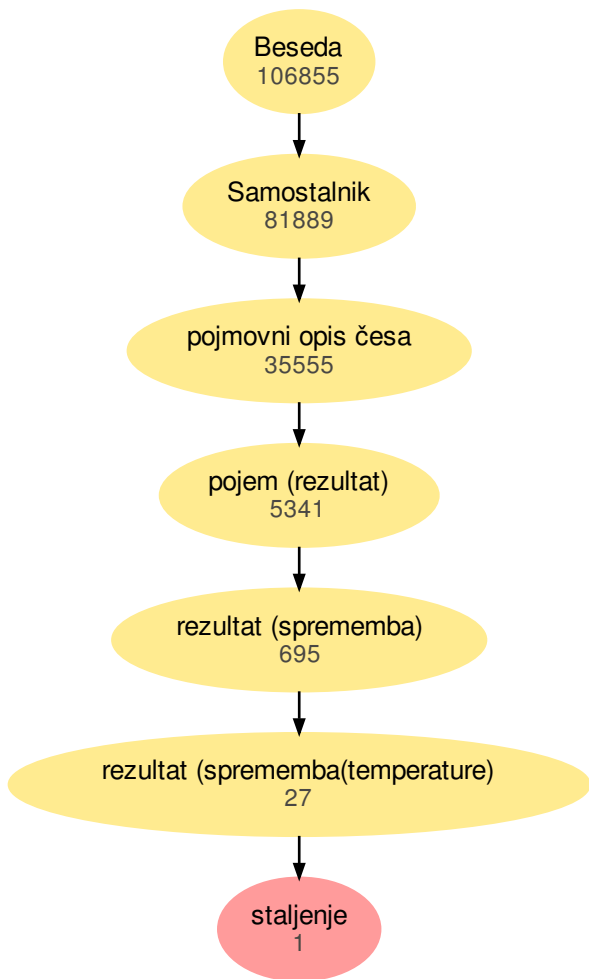 Beseda
106855
Samostalnik
81889
pojmovni opis česa
35555
pojem (rezultat)
5341
rezultat (sprememba)
695
rezultat (sprememba(temperature)
27
staljenje
1